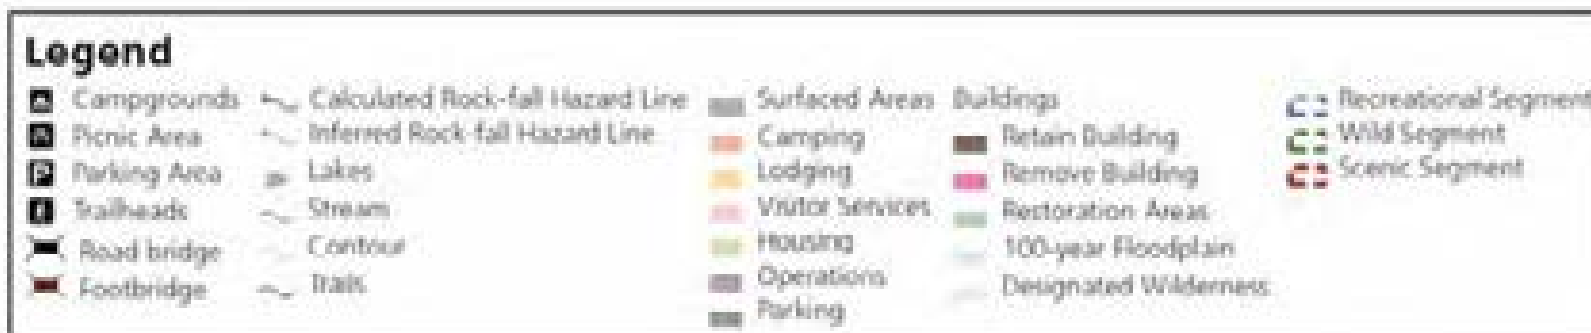 Legend
Campgrounds
Picnic Area
P Parking Area
Trailheads
Road bridge
Footbridge
Calculated Rock-fall Hazard Line
Inferred Rock-fall Hazard Line
Lakes
Stream
Contour
Trails
Surfaced Areas
Camping
Lodging
Visitor Services
Housing
Operations
Parking
Buildings
Retain Building
Remove Building
Restoration Areas
100-year Floodplain
Designated Wilderness
Recreational Segment
Wild Segment
Scenic Segment